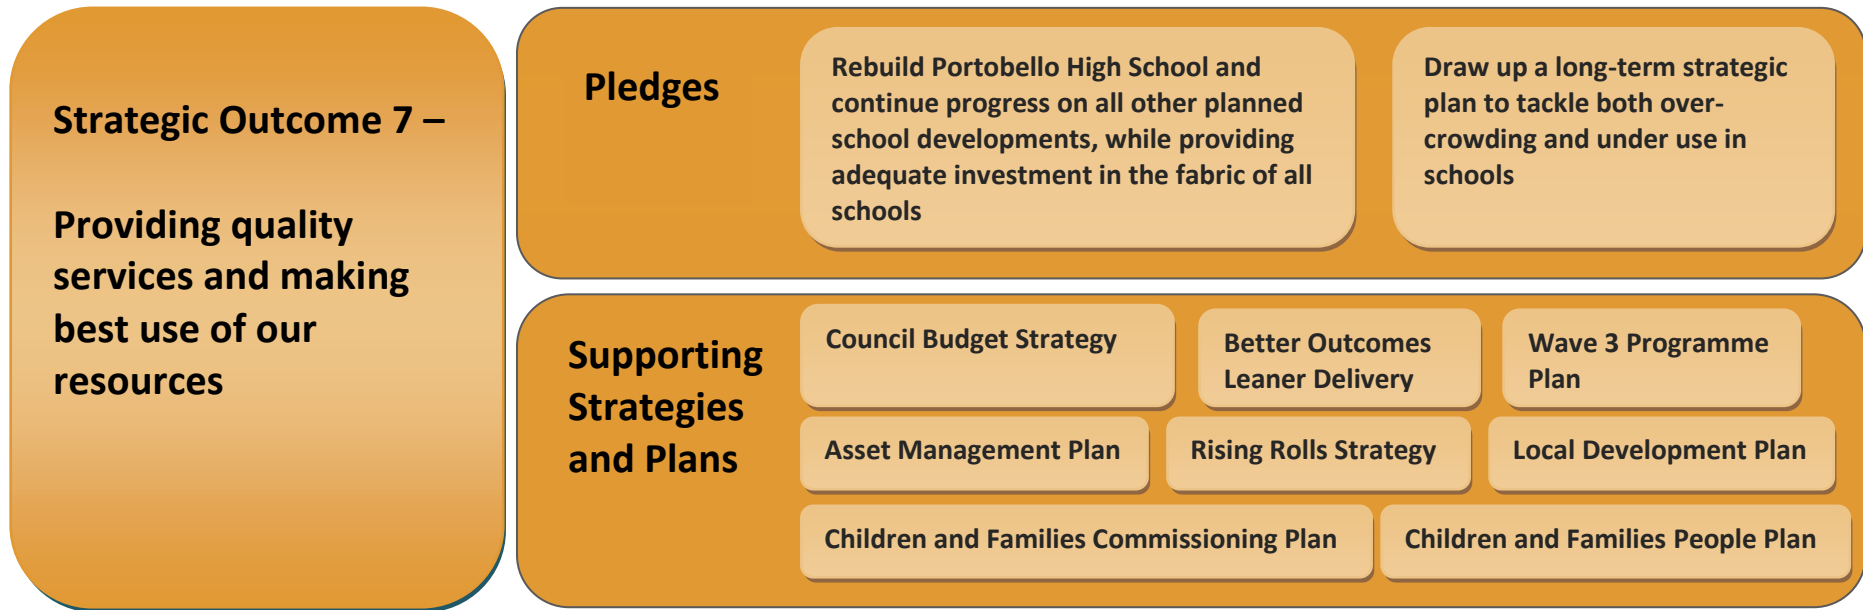 Strategic Outcome 7 –
Providing quality
services and making
best use of our
resources
Pledges
Rebuild Portobello High School and
continue progress on all other planned
school developments, while providing
adequate investment in the fabric of all
schools
Draw up a long-term strategic
plan to tackle both over-
crowding and under use in
schools
Supporting
Strategies
and Plans
Council Budget Strategy
Better Outcomes
Leaner Delivery
Wave 3 Programme
Plan
Asset Management Plan
Rising Rolls Strategy
Local Development Plan
Children and Families Commissioning Plan
Children and Families People Plan